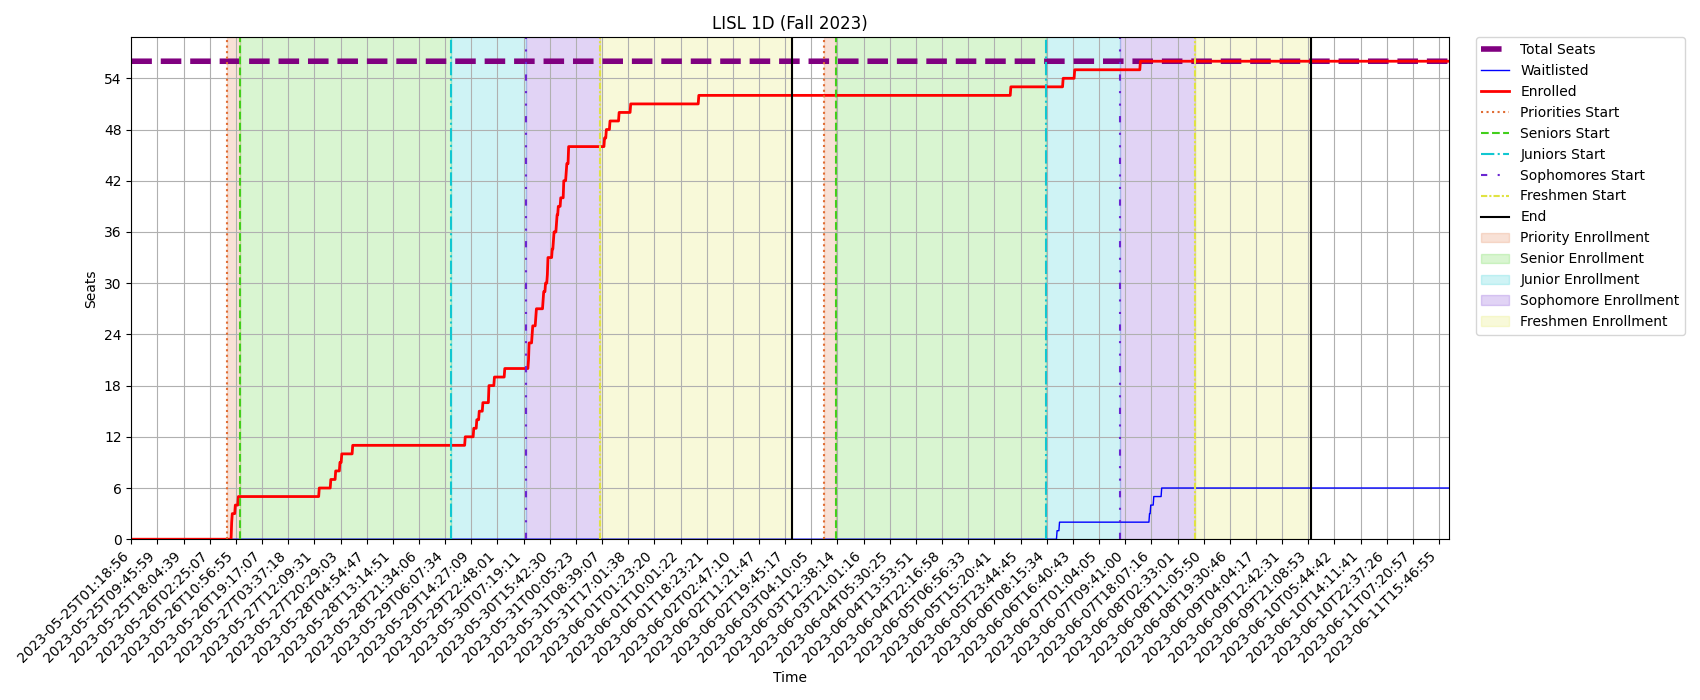 LISL 1D (Fall 2023)
Total Seats
Waitlisted
Enrolled
Priorities Start
Seniors Start
Juniors Start
Sophomores Start
Freshmen Start
End
Priority Enrollment
Senior Enrollment
Junior Enrollment
Sophomore Enrollment
Freshmen Enrollment
Seats
54
48
42
36
30
24
18
12
6
0
2023-05-25T01:18:56
2023-05-25T09:45:59
2023-05-25T18:04:39
2023-05-26T02:25:07
2023-05-26T10:56:55
2023-05-26T19:17:07
2023-05-27T03:37:18
2023-05-27T12:09:31
2023-05-27T20:29:03
2023-05-28T04:54:47
2023-05-28T13:14:51
2023-05-28T21:34:06
2023-05-29T06:07:34
2023-05-29T14:27:09
2023-05-29T22:48:01
2023-05-30T07:19:11
2023-05-30T15:42:30
2023-05-31T00:05:23
2023-05-31T08:39:07
2023-05-31T17:01:38
2023-06-01T01:23:20
2023-06-01T10:01:22
2023-06-01T18:23:21
2023-06-02T02:47:10
2023-06-02T11:21:47
2023-06-02T19:45:17
2023-06-03T04:10:05
2023-06-03T12:38:14
2023-06-03T21:01:16
2023-06-04T05:30:25
2023-06-04T13:53:51
2023-06-04T22:16:58
2023-06-05T06:56:33
2023-06-05T15:20:41
2023-06-05T23:44:45
2023-06-06T08:15:34
2023-06-06T16:40:43
2023-06-07T01:04:05
2023-06-07T09:41:00
2023-06-07T18:07:16
2023-06-08T02:33:01
2023-06-08T11:05:50
2023-06-08T19:30:46
2023-06-09T04:04:17
2023-06-09T12:42:31
2023-06-09T21:08:53
2023-06-10T05:44:42
2023-06-10T14:11:41
2023-06-10T22:37:26
2023-06-11T07:20:57
2023-06-11T15:46:55
Time